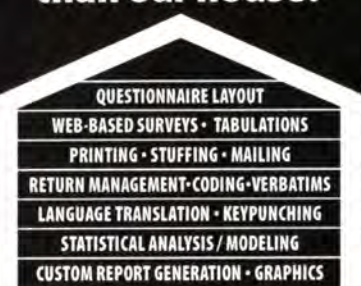 than our house.
QUESTIONNAIRE LAYOUT
WEB-BASED SURVEYS • TABULATIONS
PRINTING • STUFFING • MAILING
RETURN MANAGEMENT•CODING•VERBATIMS
LANGUAGE TRANSLATION • KEYPUNCHING
STATISTICAL ANALYSIS / MODELING
CUSTOM REPORT GENERATION • GRAPHICS